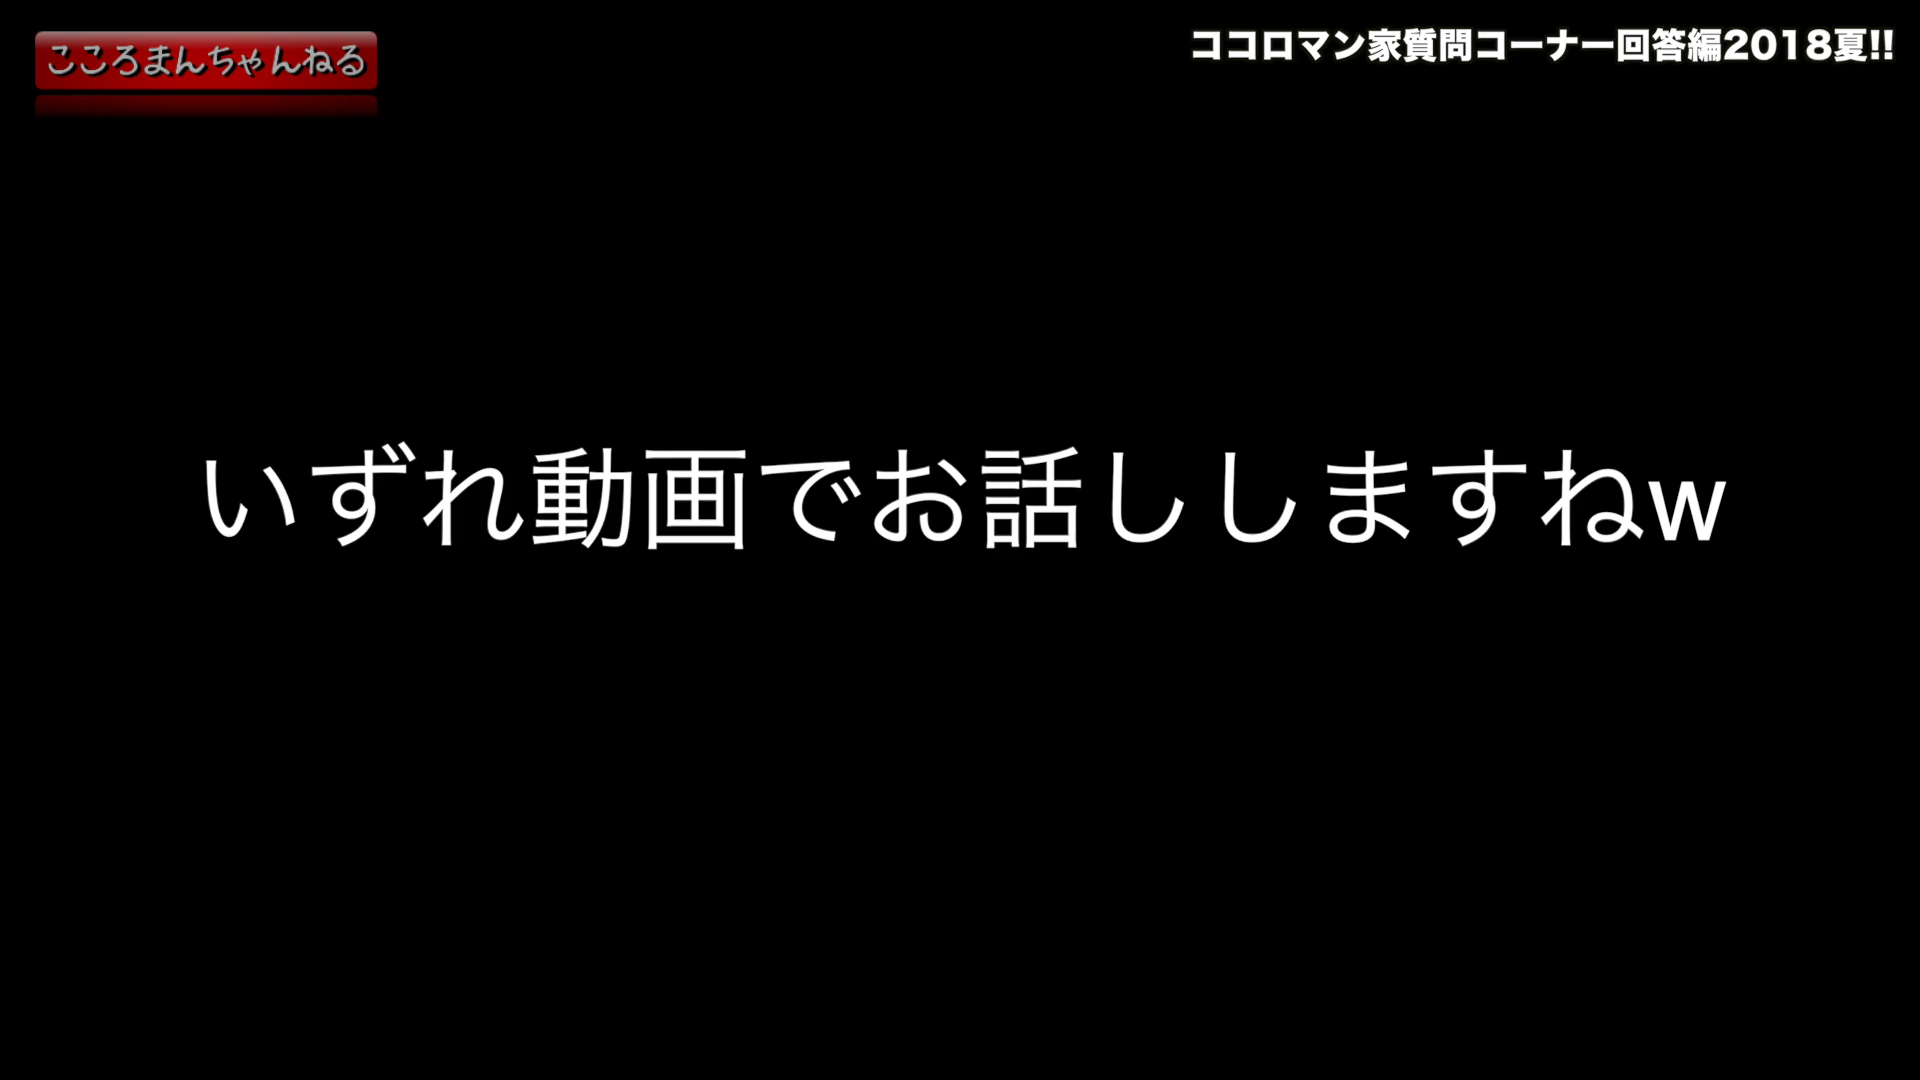 こころまんちゃんねる
ココロマン家質問コーナー回答編2018夏!!
いずれ動画でお話ししますねw